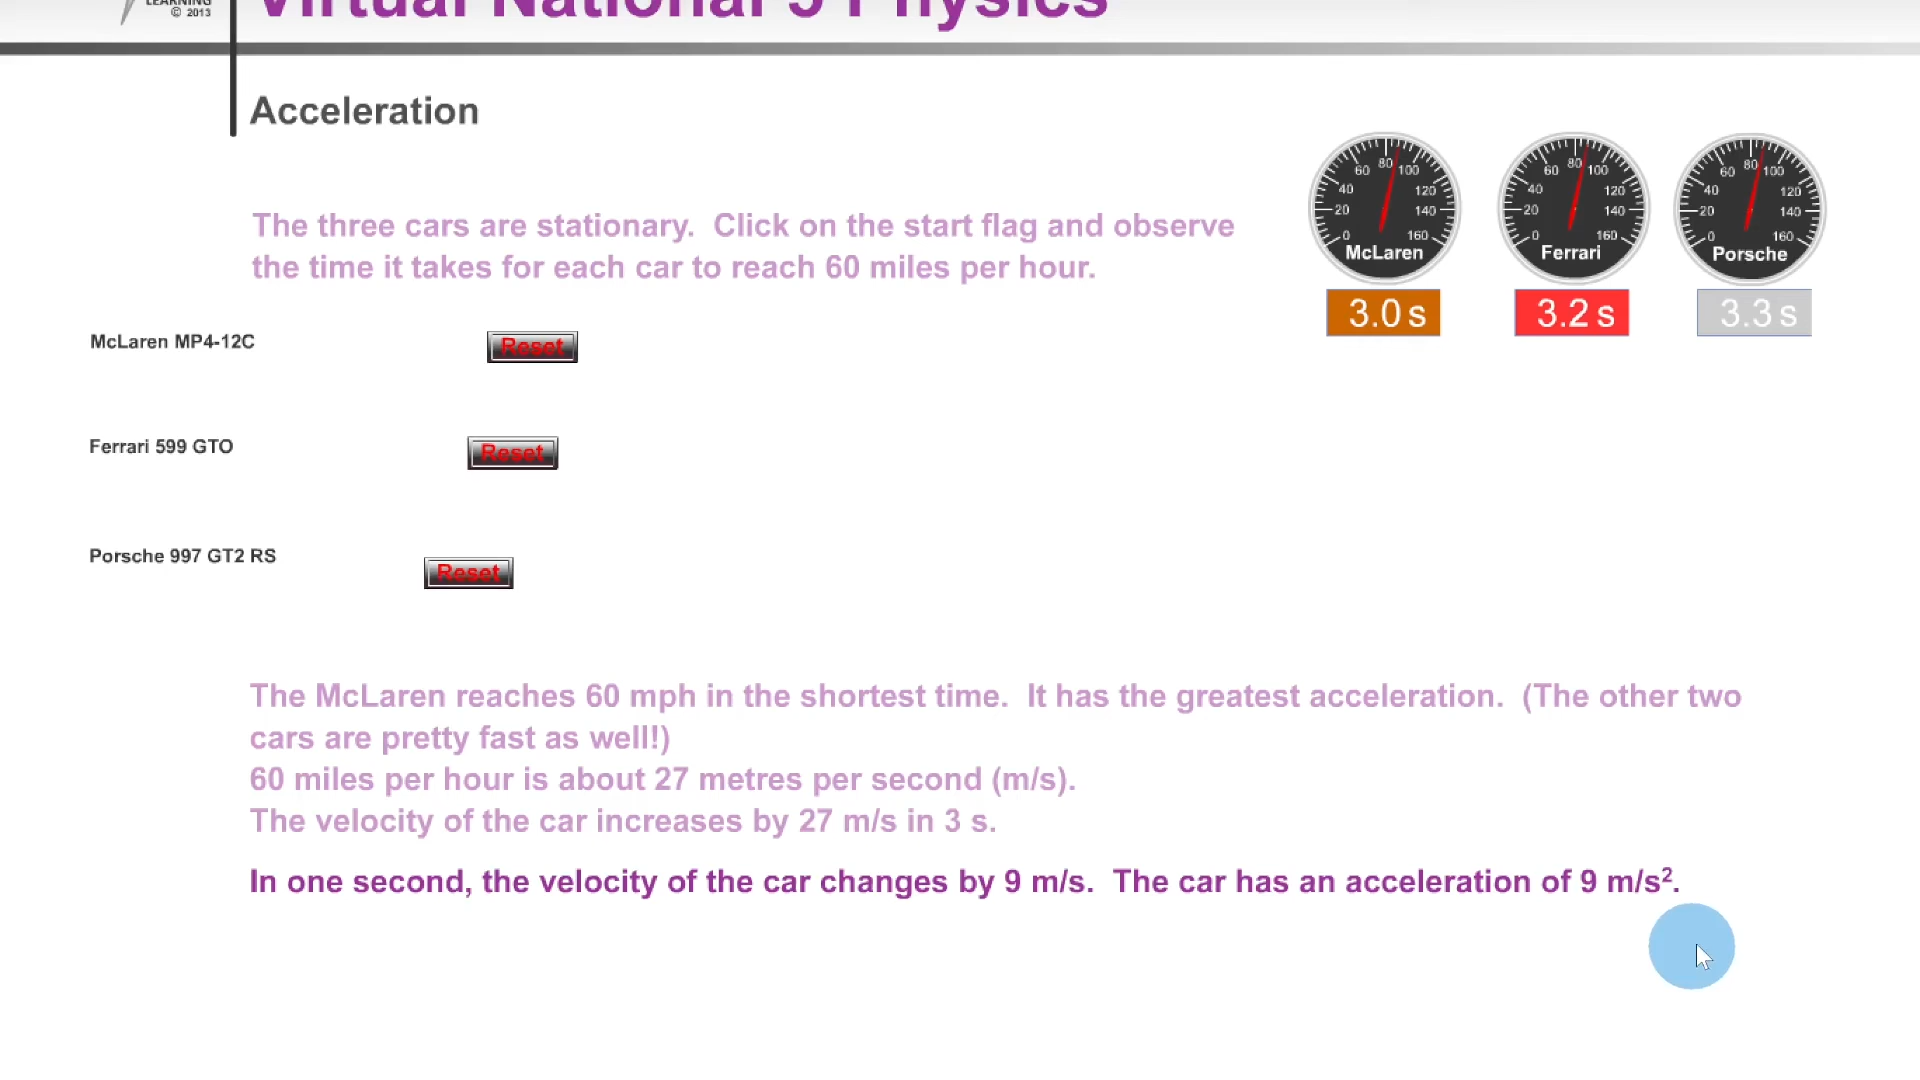 LEARNING
© 2013
Virtual National 5 Physics
Acceleration
The three cars are stationary.  Click on the start flag and observe
the time it takes for each car to reach 60 miles per hour.
0 20 40 60 80 100 120 140 160
McLaren
3.0 s
0 20 40 60 80 100 120 140 160
Ferrari
3.2 s
0 20 40 60 80 100 120 140 160
Porsche
3.3 s
McLaren MP4-12C
Reset
Ferrari 599 GTO
Reset
Porsche 997 GT2 RS
Reset
The McLaren reaches 60 mph in the shortest time.  It has the greatest acceleration.  (The other two
cars are pretty fast as well!)
60 miles per hour is about 27 metres per second (m/s).
The velocity of the car increases by 27 m/s in 3 s.
In one second, the velocity of the car changes by 9 m/s.  The car has an acceleration of 9 m/s².